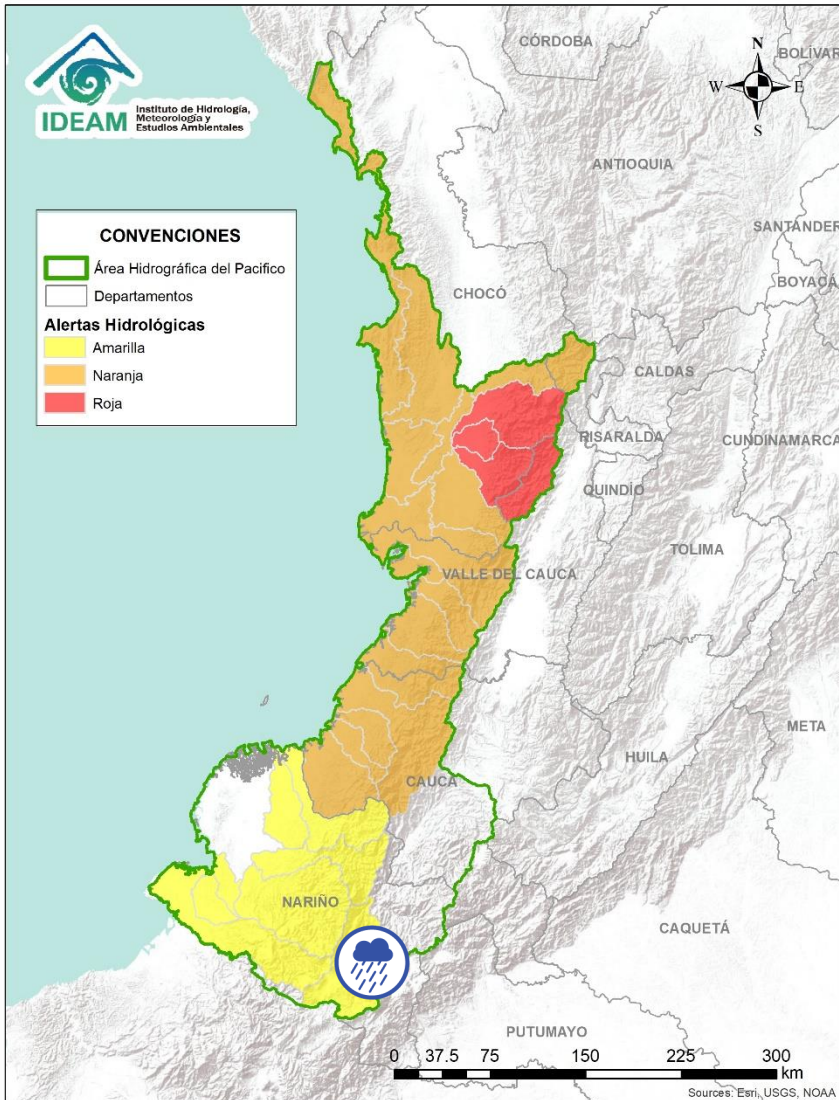 IDEAM
Instituto de Hidrología,
Meteorología y
Estudios Ambientales
CÓRDOBA
BOLÍVAR
N
W
E
S
ANTIOQUIA
SANTANDER
BOYACÁ
CONVENCIONES
Área Hidrográfica del Pacifico
Departamentos
Alertas Hidrológicas
Amarilla
Naranja
Roja
CHOCÓ
CALDAS
RISARALDA
CUNDINAMARCA
QUINDÍO
TOLIMA
VALLE DEL CAUCA
META
HUILA
CAUCA
NARIÑO
CAQUETÁ
PUTUMAYO
0 37.5 75 150 225 300
km
Sources: Esri, USGS, NOAA